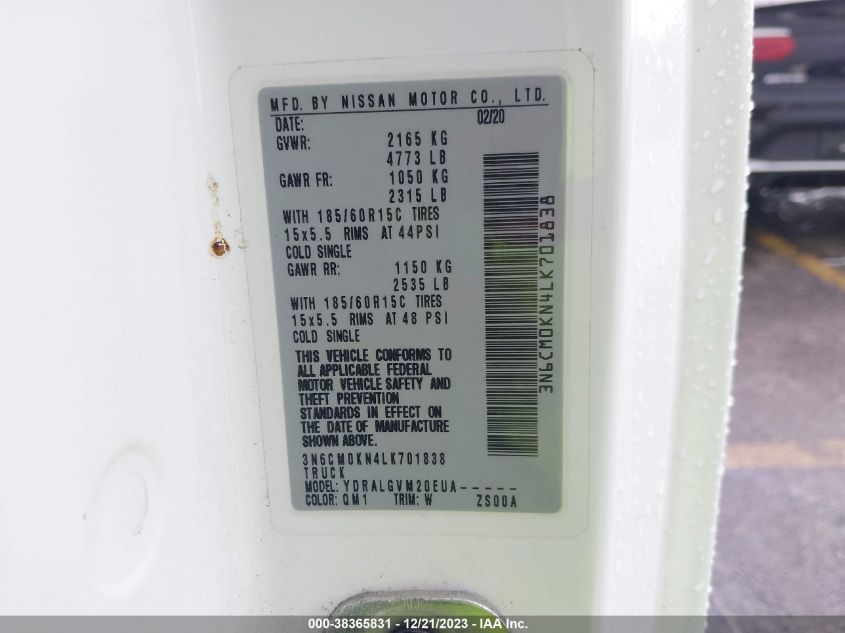 MFD. BY NISSAN MOTOR CO., LTD.
DATE: 02/20
GVWR: 2165 KG
4773 LB
GAWR FR: 1050 KG
2315 LB
WITH 185/60R15C TIRES
15x5.5 RIMS AT 44PSI
COLD SINGLE
GAWR RR: 1150 KG
2535 LB
WITH 185/60R15C TIRES
15x5.5 RIMS AT 48 PSI
COLD SINGLE
THIS VEHICLE CONFORMS TO
ALL APPLICABLE FEDERAL
MOTOR VEHICLE SAFETY AND
THEFT PREVENTION
STANDARDS IN EFFECT ON
THE DATE OF MANUFACTURE
SHOWN ABOVE.
3N6CM0KN4LK701838
TRUCK
MODEL: YDRALGVM20EUA-----
COLOR: QM1 TRIM: W ZS00A
3N6CM0KN4LK701838
000-38365831 - 12/21/2023 - IAA Inc.